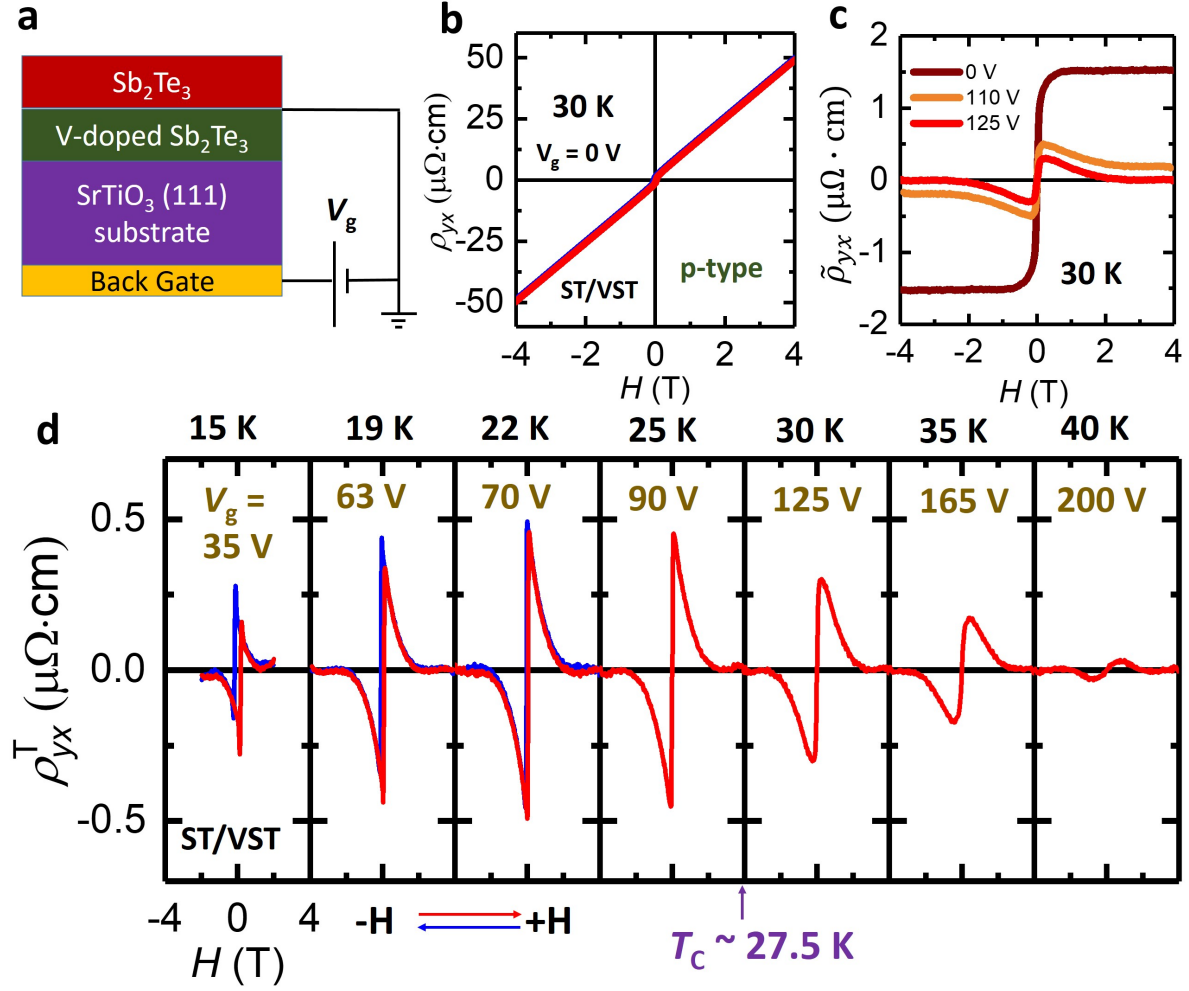 a
Sb₂Te₃
V-doped Sb₂Te₃
SrTiO₃ (111)
substrate
Back Gate
Vg
b
50
25
0
-25
-50
ρyx (μΩ·cm)
30 K
Vg = 0 V
p-type
ST/VST
-4 -2 0 2 4
H (T)
c
2
1
0
-1
-2
ρ̃yx (μΩ · cm)
0 V
110 V
125 V
30 K
-4 -2 0 2 4
H (T)
d
15 K 19 K 22 K 25 K 30 K 35 K 40 K
Vg =
35 V
63 V 70 V 90 V 125 V 165 V 200 V
0.5
0.0
-0.5
ρᵀyx (μΩ·cm)
ST/VST
-4 0 4
H (T)
-H +H
TC ~ 27.5 K